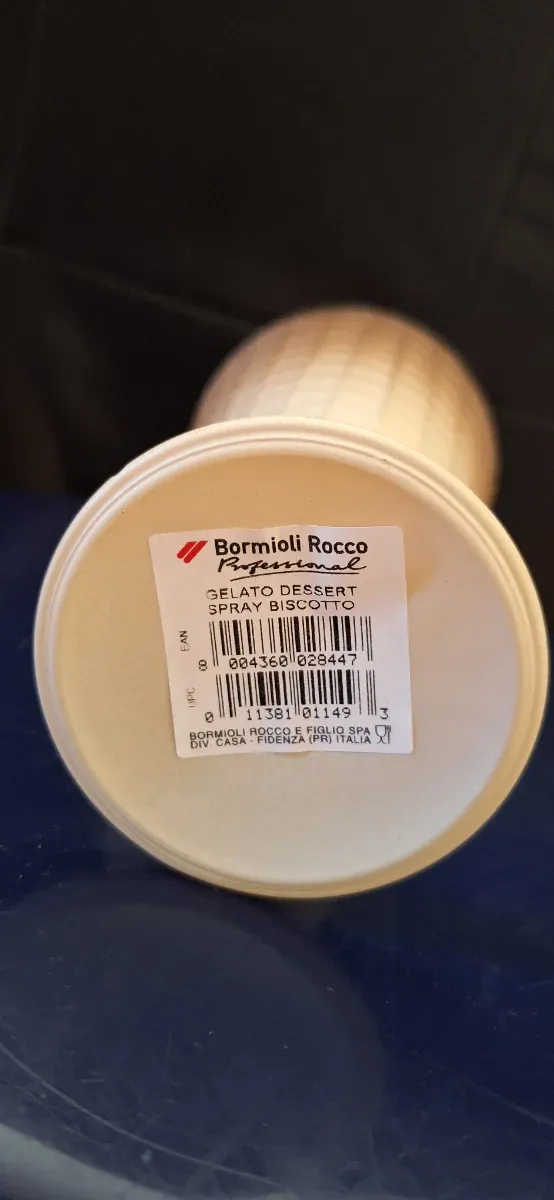 Bormioli Rocco
Professional
GELATO DESSERT
SPRAY BISCOTTO
EAN
8 004360 028447
UPC
0 11381 01149 3
BORMIOLI ROCCO E FIGLIO SPA
DIV. CASA - FIDENZA (PR) ITALIA